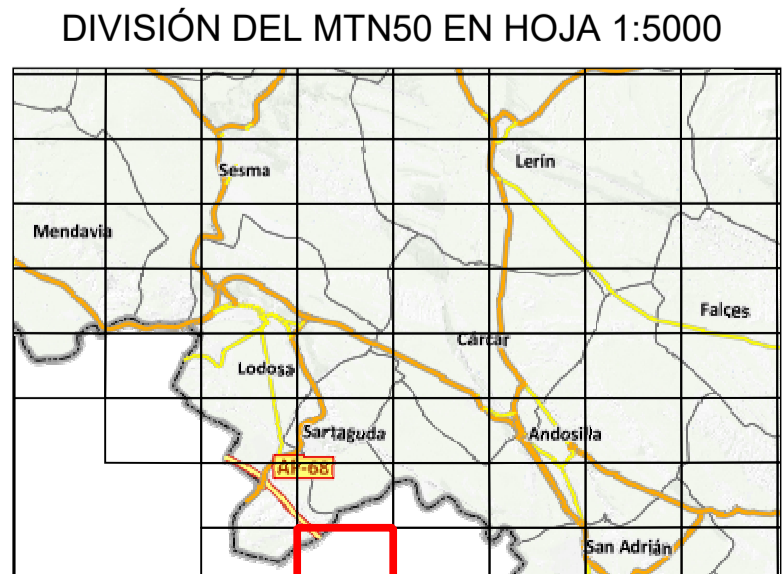 DIVISIÓN DEL MTN50 EN HOJA 1:5000
Lerín
Sesma
Mendavia
Falces
Cárcar
Lodosa
Sartaguda
Andosilla
AP-68
San Adrián